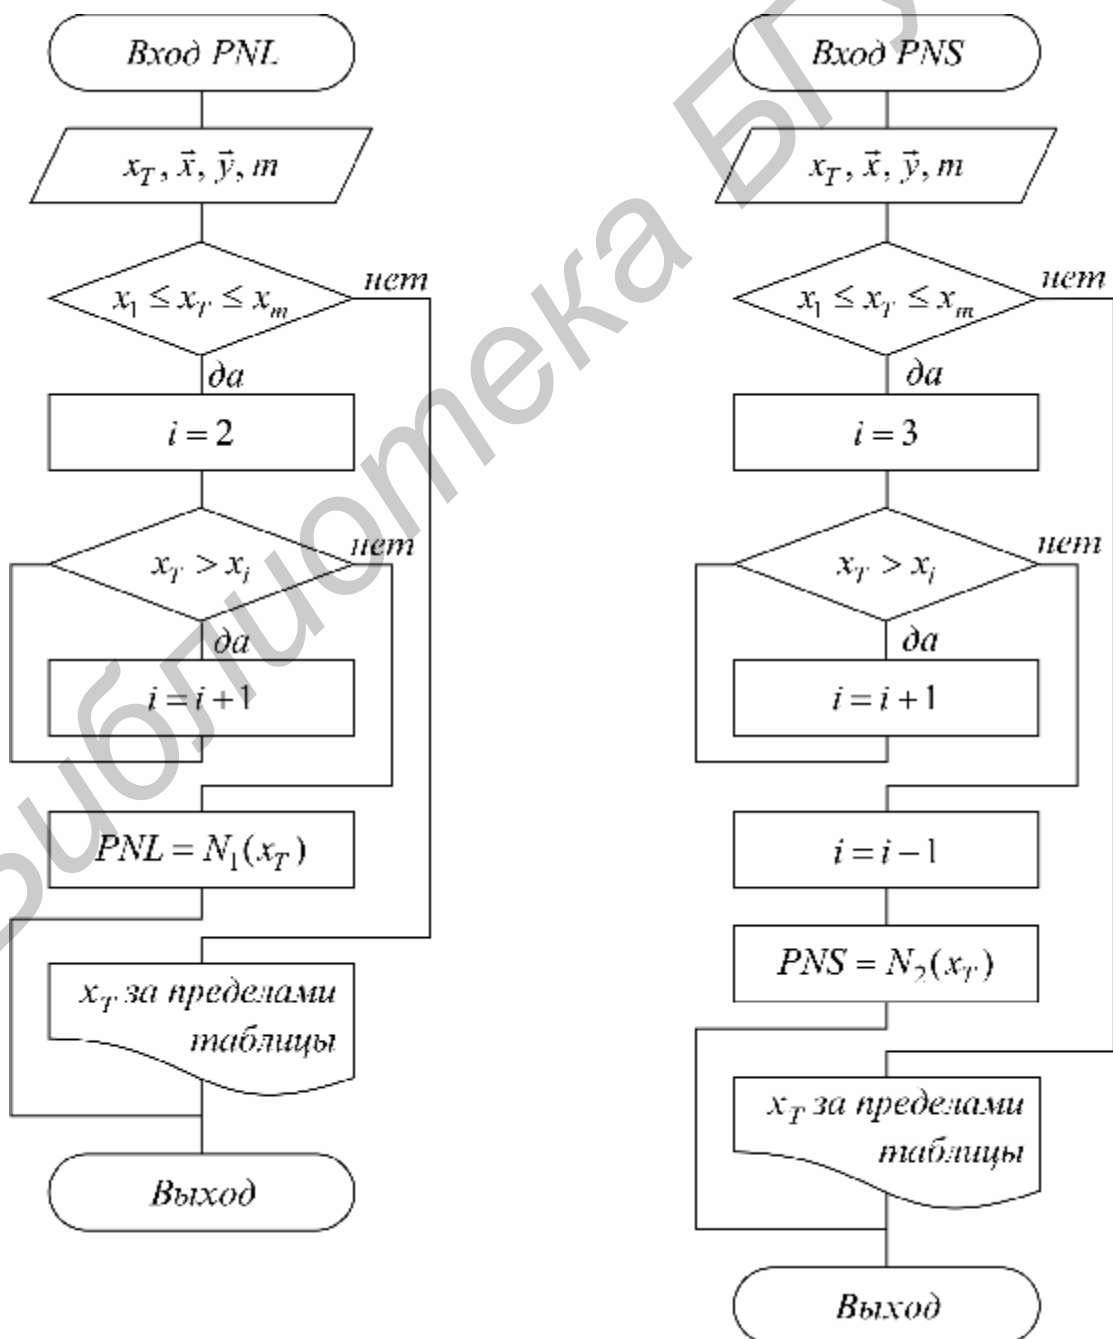 Вход PNL
x_T, x⃗, y⃗, m
x_1 ≤ x_T ≤ x_m
нет
да
i = 2
x_T > x_i
нет
да
i = i + 1
PNL = N_1(x_T)
x_T за пределами
таблицы
Выход
Вход PNS
x_T, x⃗, y⃗, m
x_1 ≤ x_T ≤ x_m
нет
да
i = 3
x_T > x_i
нет
да
i = i + 1
i = i − 1
PNS = N_2(x_T)
x_T за пределами
таблицы
Выход
Библиотека БГУ